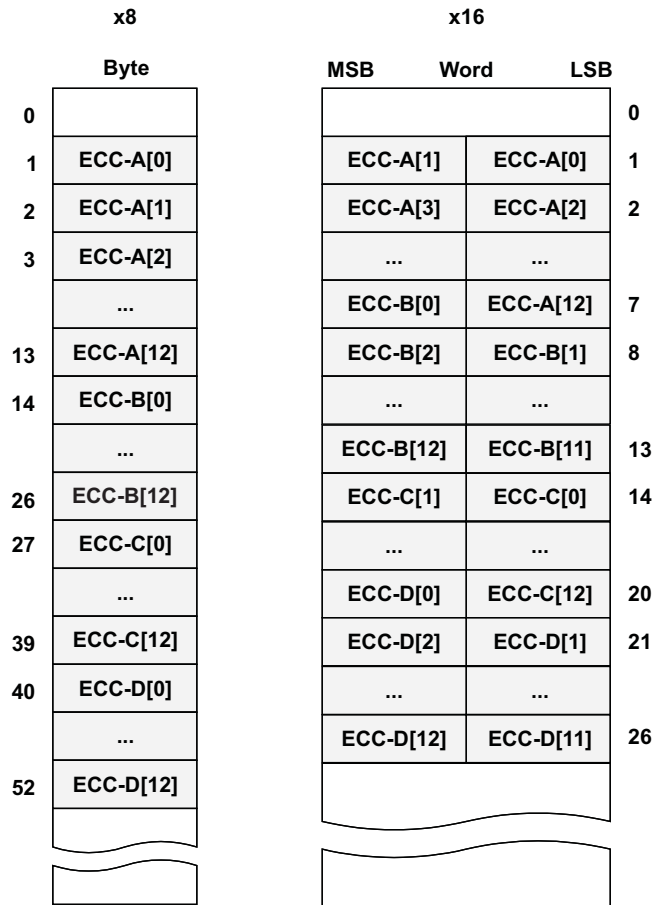 x8 x16
Byte MSB Word LSB
0 0
1 ECC-A[0] ECC-A[1] ECC-A[0] 1
2 ECC-A[1] ECC-A[3] ECC-A[2] 2
3 ECC-A[2] ... ...
... ECC-B[0] ECC-A[12] 7
13 ECC-A[12] ECC-B[2] ECC-B[1] 8
14 ECC-B[0] ... ...
... ECC-B[12] ECC-B[11] 13
26 ECC-B[12] ECC-C[1] ECC-C[0] 14
27 ECC-C[0] ... ...
... ECC-D[0] ECC-C[12] 20
39 ECC-C[12] ECC-D[2] ECC-D[1] 21
40 ECC-D[0] ... ...
... ECC-D[12] ECC-D[11] 26
52 ECC-D[12]